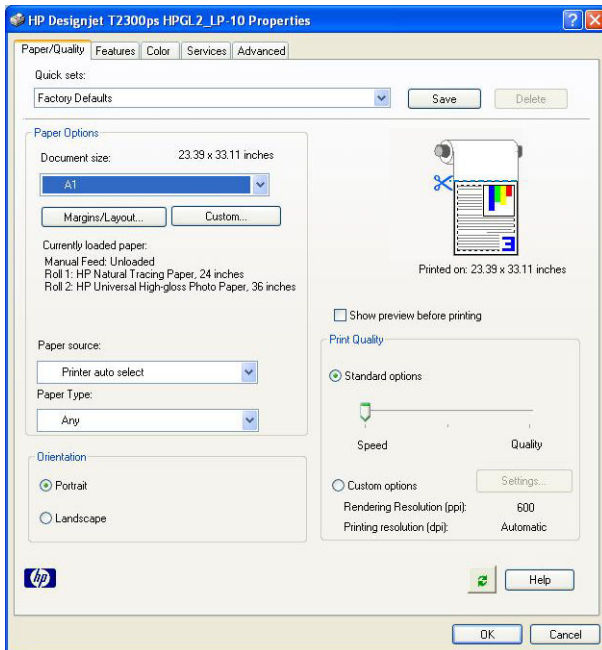 HP Designjet T2300ps HPGL2_LP-10 Properties
Paper/Quality Features Color Services Advanced
Quick sets:
Factory Defaults
Save
Delete
Paper Options
Document size: 23.39 x 33.11 inches
A1
Margins/Layout...
Custom...
Currently loaded paper:
Manual Feed: Unloaded
Roll 1: HP Natural Tracing Paper, 24 inches
Roll 2: HP Universal High-gloss Photo Paper, 36 inches
Paper source:
Printer auto select
Paper Type:
Any
Orientation
Portrait
Landscape
3
Printed on: 23.39 x 33.11 inches
Show preview before printing
Print Quality
Standard options
Speed Quality
Custom options
Settings...
Rendering Resolution (ppi): 600
Printing resolution (dpi): Automatic
hp
Help
OK
Cancel